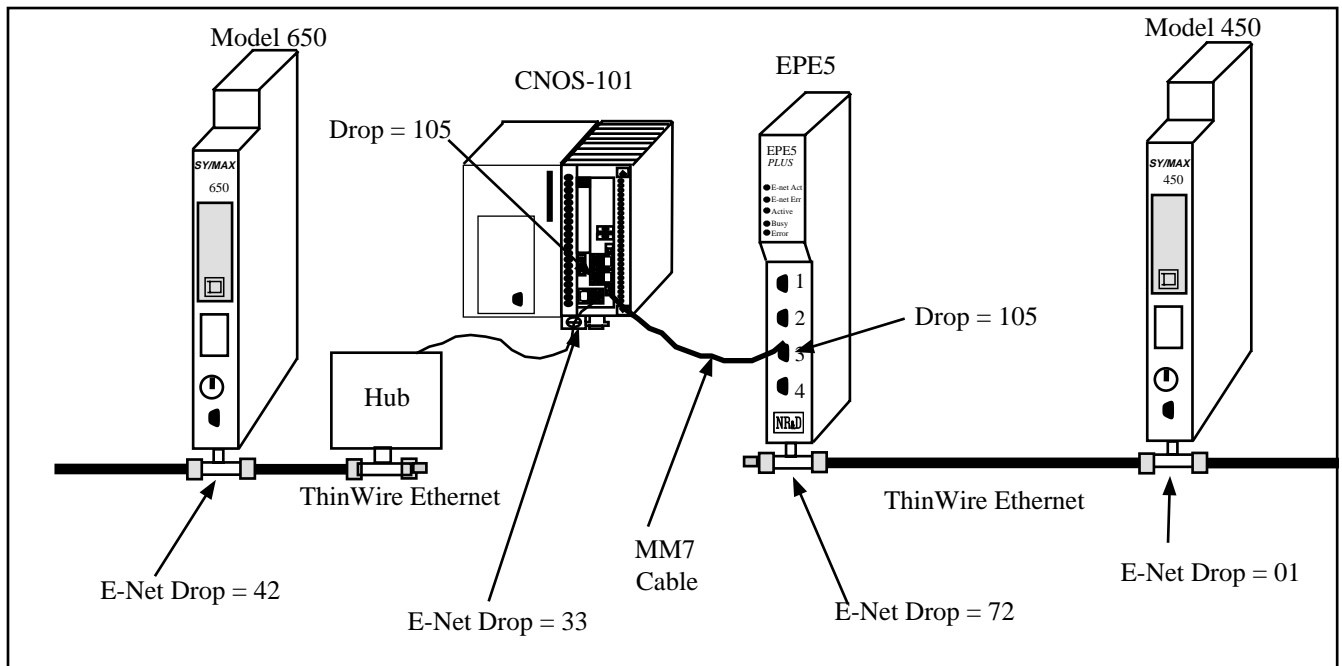 Model 650
Model 450
CNOS-101
EPE5
Drop = 105
SY/MAX
650
EPE5
PLUS
E-net Act
E-net Err
Active
Busy
Error
SY/MAX
450
1
2
3
4
Drop = 105
Hub
NR&D
ThinWire Ethernet
ThinWire Ethernet
MM7
Cable
E-Net Drop = 42
E-Net Drop = 33
E-Net Drop = 72
E-Net Drop = 01